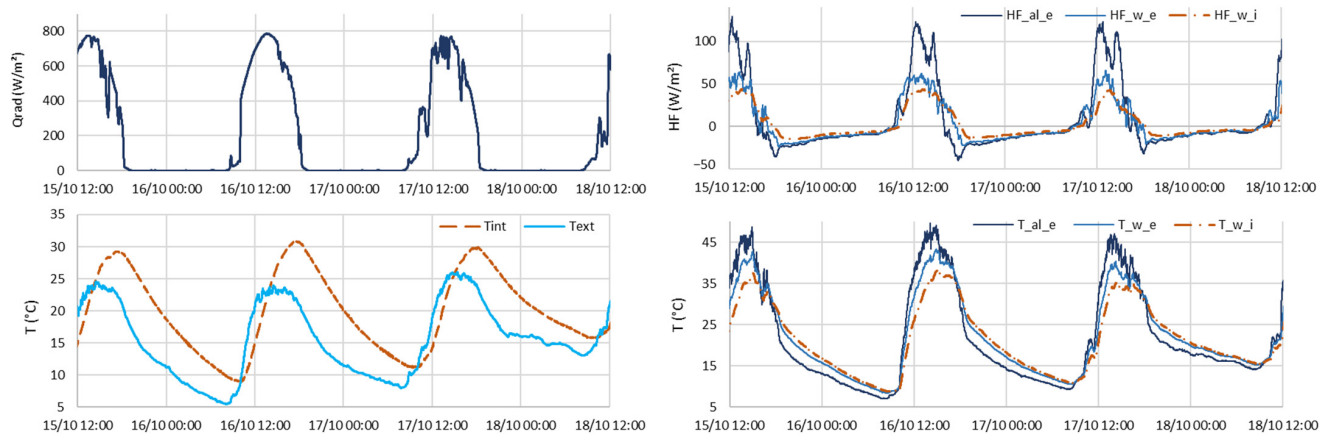 Qrad (W/m²)
800
600
400
200
0
15/10 12:00 16/10 00:00 16/10 12:00 17/10 00:00 17/10 12:00 18/10 00:00 18/10 12:00
HF_al_e HF_w_e HF_w_i
HF (W/m²)
100
50
0
−50
15/10 12:00 16/10 00:00 16/10 12:00 17/10 00:00 17/10 12:00 18/10 00:00 18/10 12:00
Tint Text
T (°C)
35
30
25
20
15
10
5
15/10 12:00 16/10 00:00 16/10 12:00 17/10 00:00 17/10 12:00 18/10 00:00 18/10 12:00
T_al_e T_w_e T_w_i
T (°C)
45
35
25
15
5
15/10 12:00 16/10 00:00 16/10 12:00 17/10 00:00 17/10 12:00 18/10 00:00 18/10 12:00